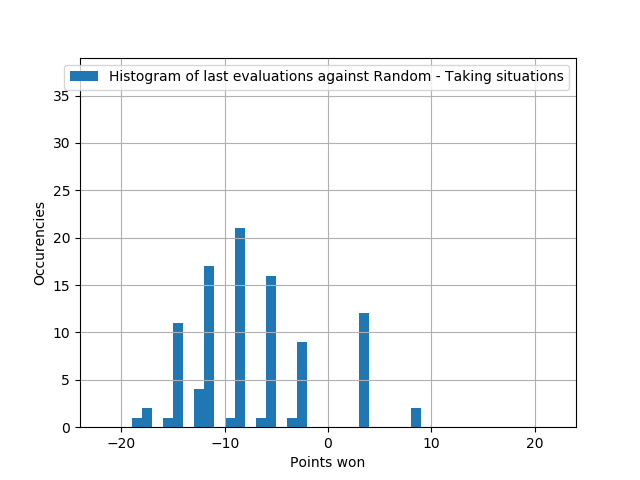 Histogram of last evaluations against Random - Taking situations
35
30
25
20
15
10
5
0
Occurencies
−20 −10 0 10 20
Points won